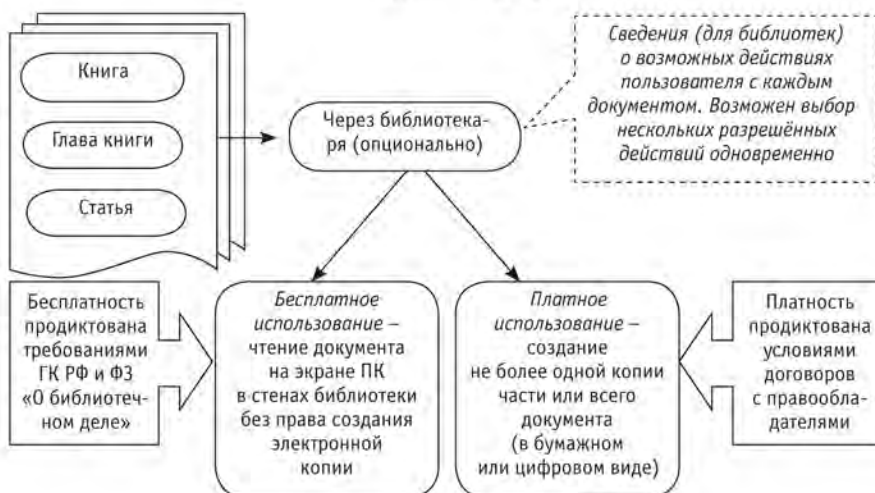 Книга
Глава книги
Статья
Через библиотека-
ря (опционально)
Сведения (для библиотек)
о возможных действиях
пользователя с каждым
документом. Возможен выбор
нескольких разрешённых
действий одновременно
Бесплатность
продиктована
требованиями
ГК РФ и ФЗ
«О библиотеч-
ном деле»
Бесплатное
использование –
чтение документа
на экране ПК
в стенах библиотеки
без права создания
электронной
копии
Платное
использование –
создание
не более одной копии
части или всего
документа
(в бумажном
или цифровом виде)
Платность
продиктована
условиями
договоров
с правообла-
дателями